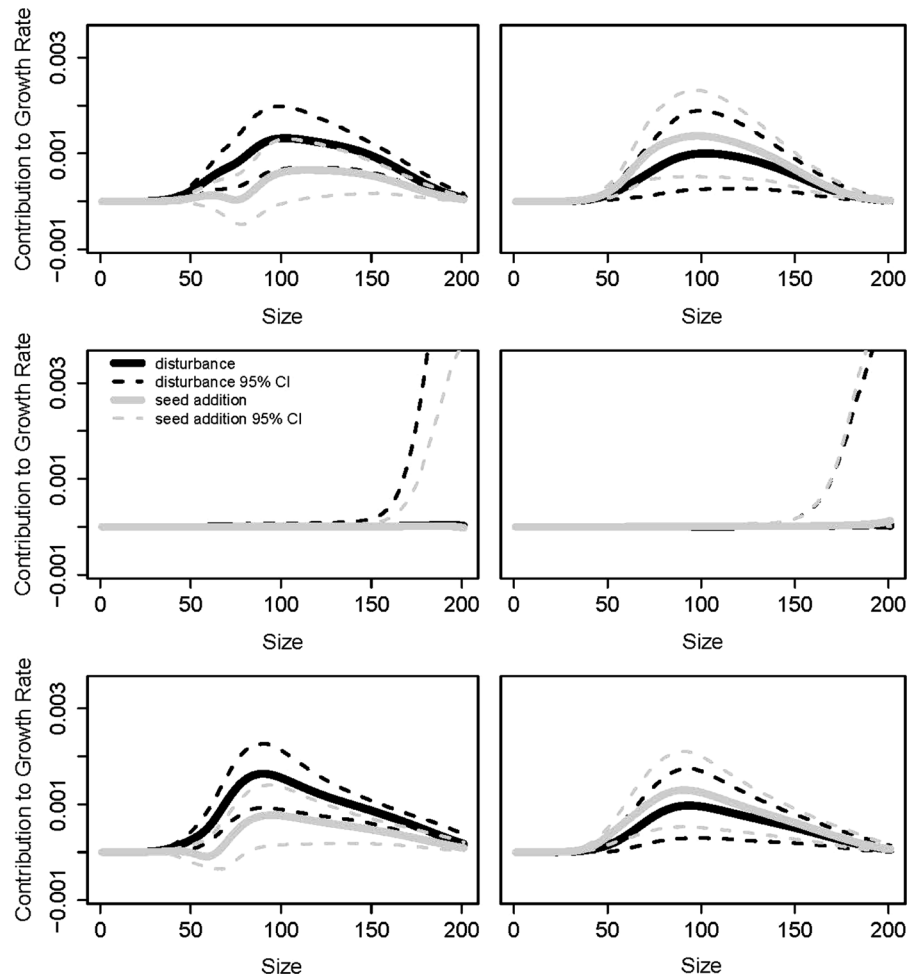 Contribution to Growth Rate
0.003
0.001
−0.001
0 50 100 150 200
Size
0 50 100 150 200
Size
Contribution to Growth Rate
0.003
0.001
−0.001
disturbance
disturbance 95% CI
seed addition
seed addition 95% CI
0 50 100 150 200
Size
0 50 100 150 200
Size
Contribution to Growth Rate
0.003
0.001
−0.001
0 50 100 150 200
Size
0 50 100 150 200
Size